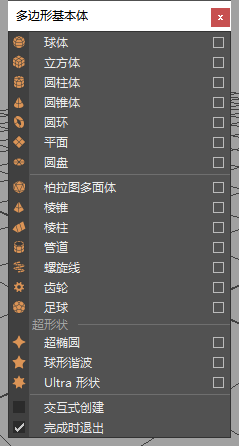 多边形基本体
球体
立方体
圆柱体
圆锥体
圆环
平面
圆盘
柏拉图多面体
棱锥
棱柱
管道
螺旋线
齿轮
足球
超形状
超椭圆
球形谐波
Ultra 形状
交互式创建
完成时退出